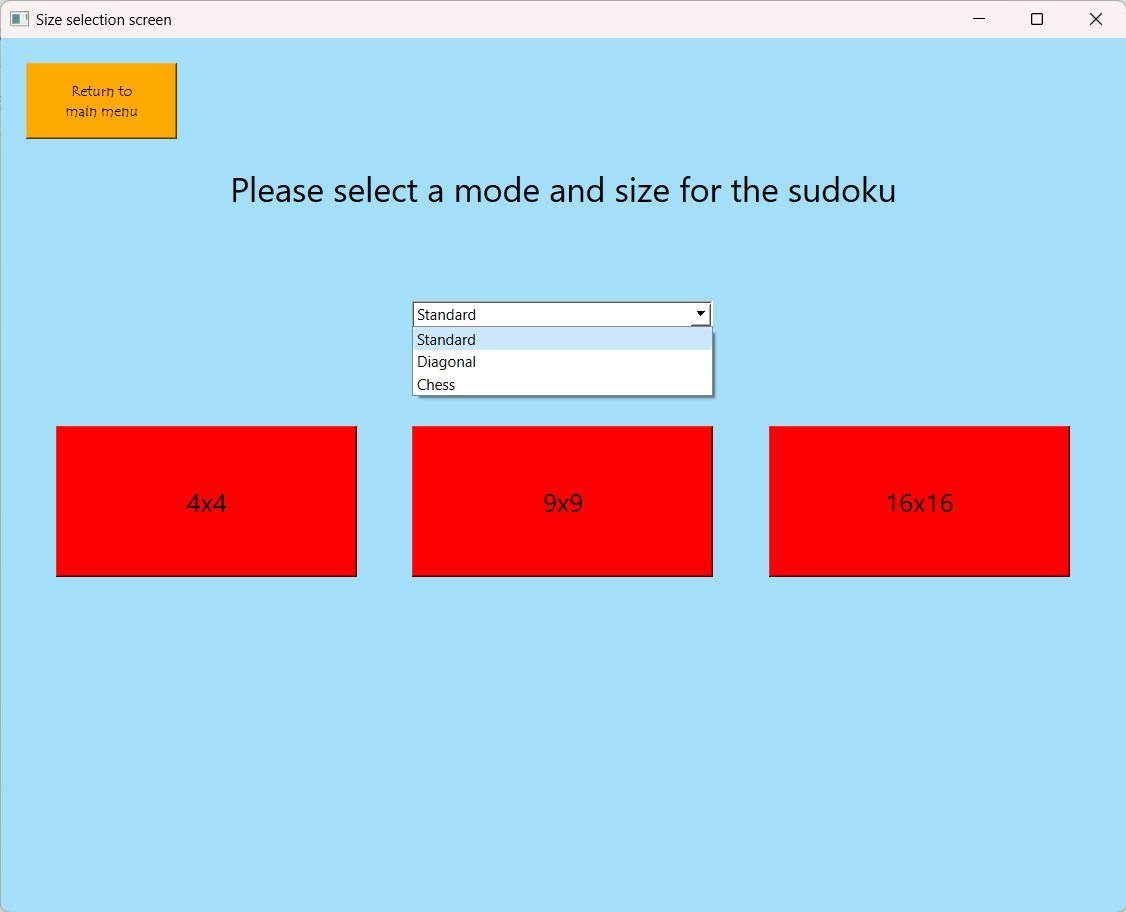 Size selection screen
Return to
main menu
Please select a mode and size for the sudoku
Standard
Standard
Diagonal
Chess
4x4
9x9
16x16